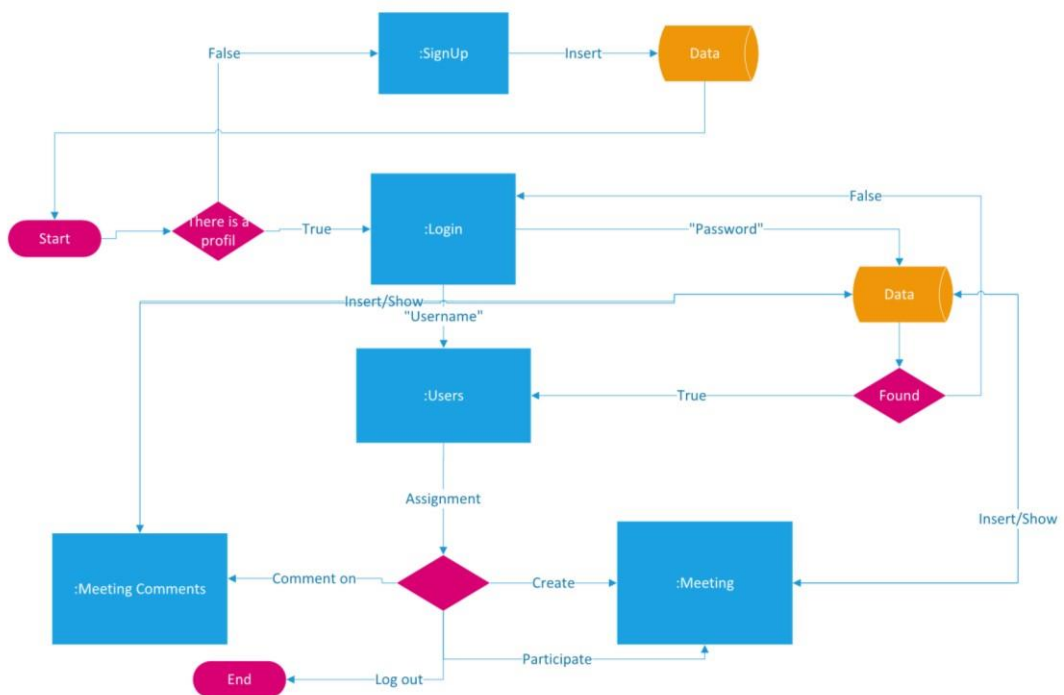 False
:SignUp
Insert
Data
Start
There is a
profil
True
:Login
False
"Password"
Data
Insert/Show
"Username"
:Users
True
Found
Assignment
Insert/Show
:Meeting Comments
Comment on
Create
:Meeting
Participate
End
Log out